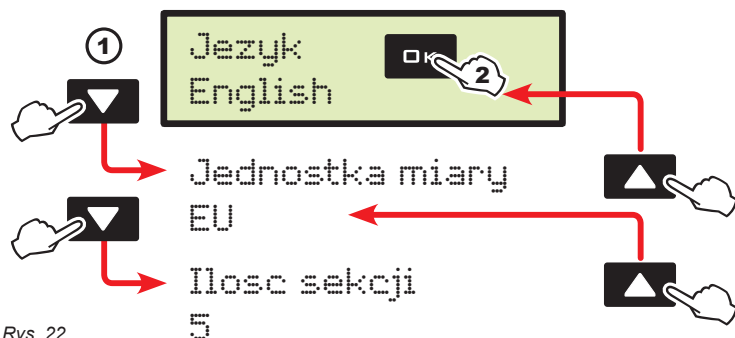 1
Jezyk
OK
2
English
Jednostka miary
EU
Ilosc sekcji
5
Rys. 22